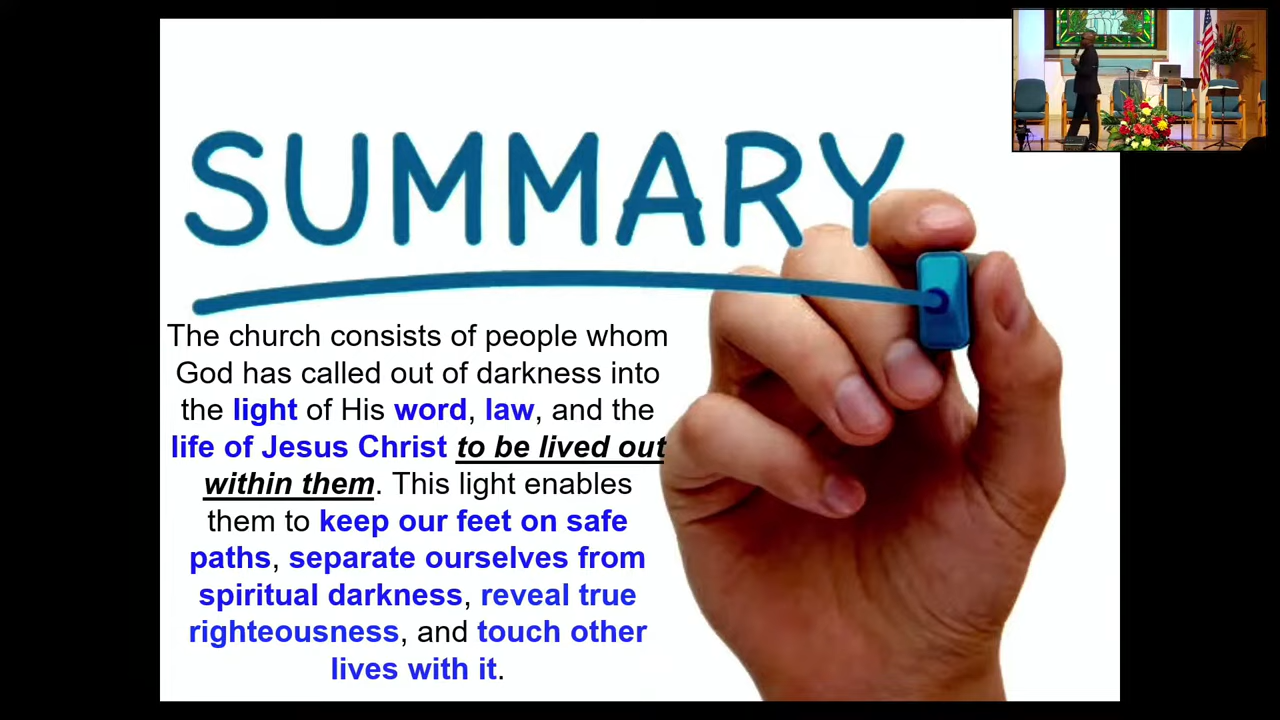 SUMMARY
The church consists of people whom
God has called out of darkness into
the light of His word, law, and the
life of Jesus Christ to be lived out
within them. This light enables
them to keep our feet on safe
paths, separate ourselves from
spiritual darkness, reveal true
righteousness, and touch other
lives with it.